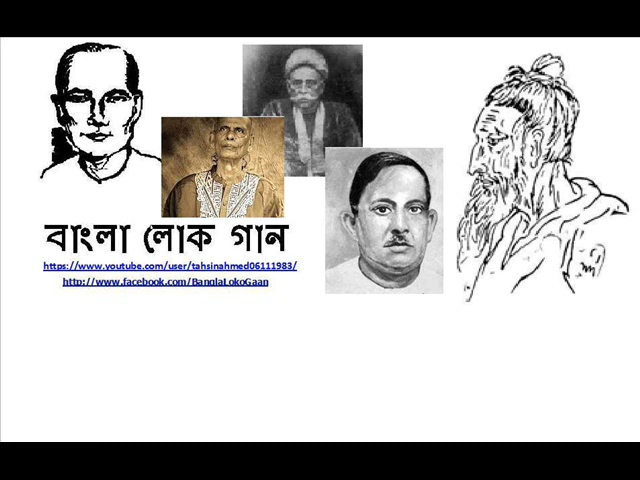 বাংলা লোক গান
https://www.youtube.com/user/tahsinahmed06111983/
http://www.facebook.com/BanglaLokoGaan